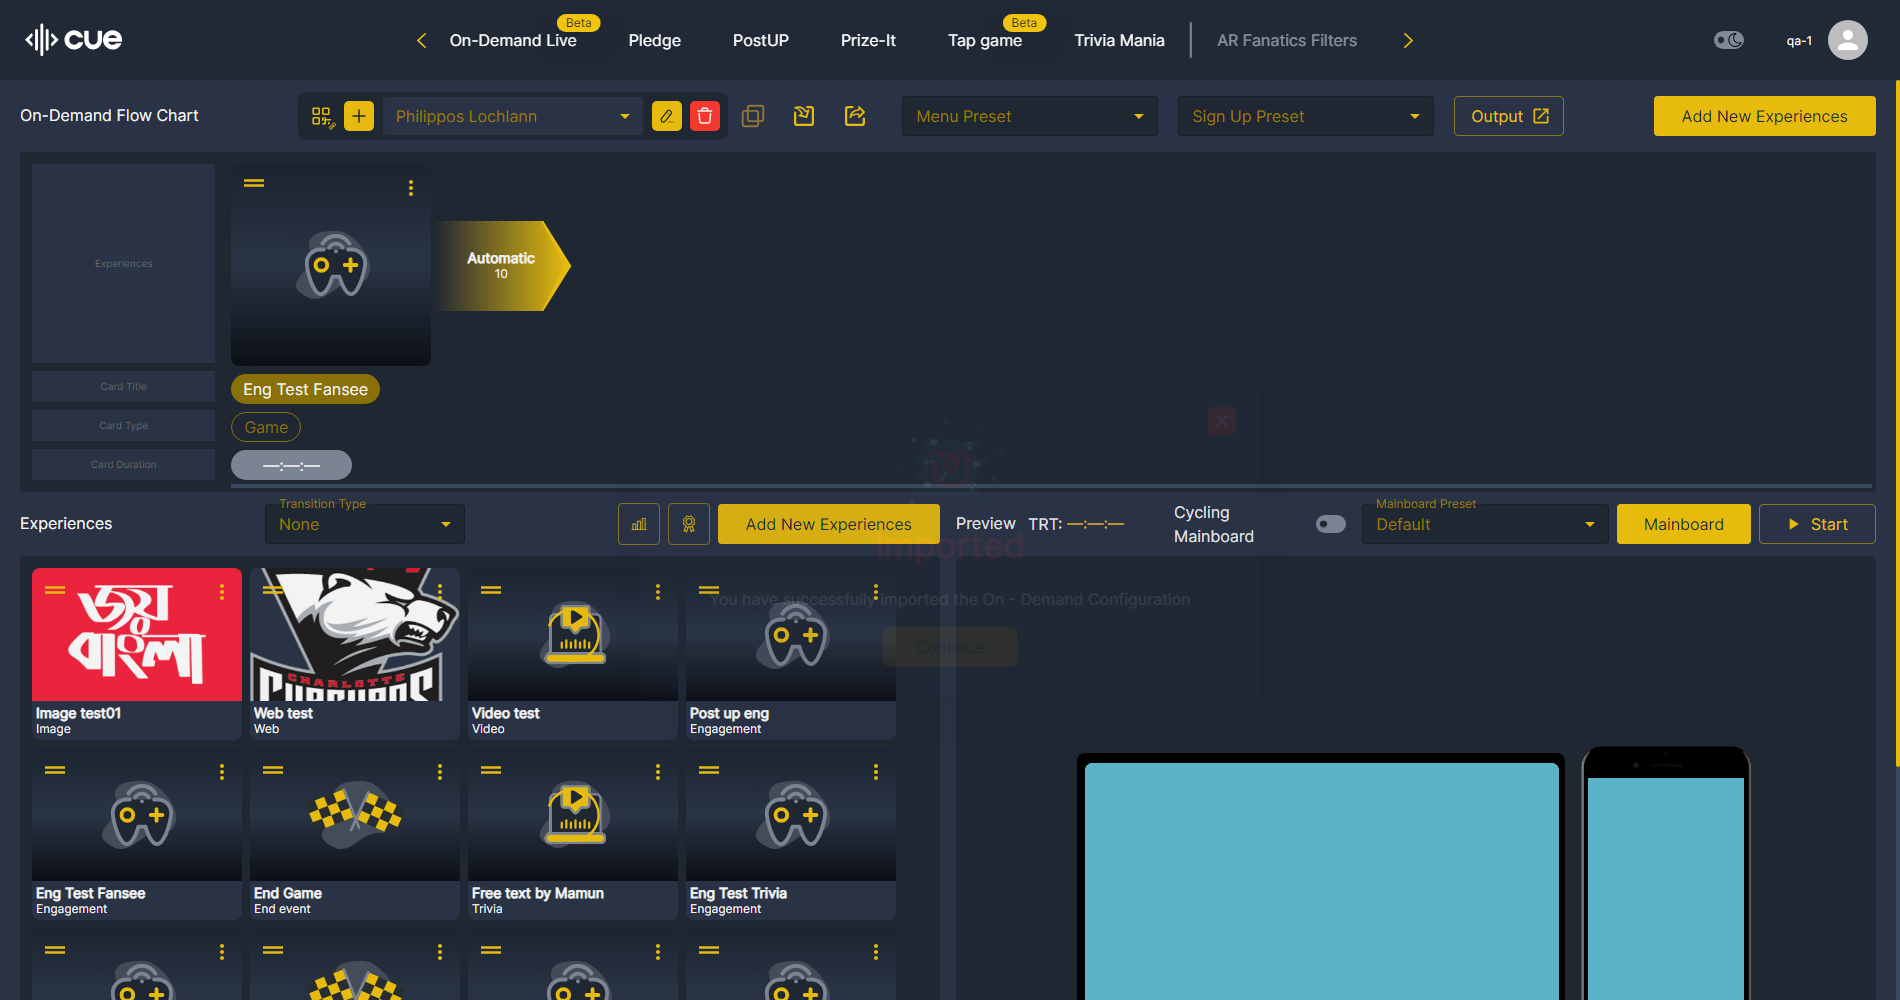 cue
Beta
On-Demand Live
Pledge
PostUP
Prize-It
Beta
Tap game
Trivia Mania
AR Fanatics Filters
qa-1
On-Demand Flow Chart
Philippos Lochlann
Menu Preset
Sign Up Preset
Output
Add New Experiences
Experiences
Automatic
10
Card Title
Eng Test Fansee
Card Type
Game
Card Duration
—:—:—
Experiences
Transition Type
None
Add New Experiences
Preview
TRT: —:—:—
Cycling
Mainboard
Mainboard Preset
Default
Mainboard
Start
Imported
You have successfully imported the On - Demand Configuration
Continue
জয়
বাংলা
Image test01
Image
CHARLOTTE
Web test
Web
Video test
Video
Post up eng
Engagement
Eng Test Fansee
Engagement
End Game
End event
Free text by Mamun
Trivia
Eng Test Trivia
Engagement